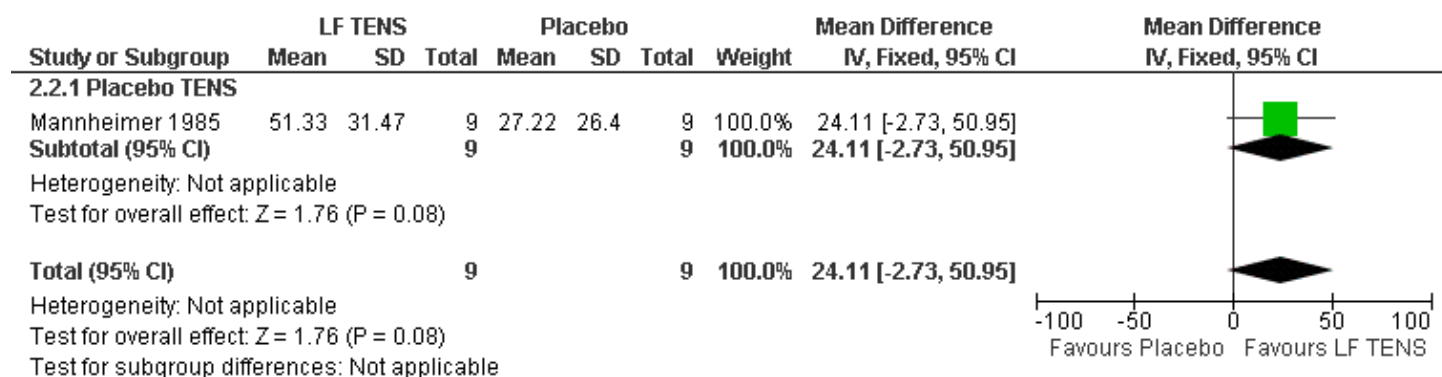 LF TENS Placebo Mean Difference Mean Difference
Study or Subgroup Mean SD Total Mean SD Total Weight IV, Fixed, 95% CI IV, Fixed, 95% CI
2.2.1 Placebo TENS
Mannheimer 1985 51.33 31.47 9 27.22 26.4 9 100.0% 24.11 [-2.73, 50.95]
Subtotal (95% CI) 9 9 100.0% 24.11 [-2.73, 50.95]
Heterogeneity: Not applicable
Test for overall effect: Z = 1.76 (P = 0.08)
Total (95% CI) 9 9 100.0% 24.11 [-2.73, 50.95]
Heterogeneity: Not applicable
Test for overall effect: Z = 1.76 (P = 0.08)
Test for subgroup differences: Not applicable
-100 -50 0 50 100
Favours Placebo Favours LF TENS